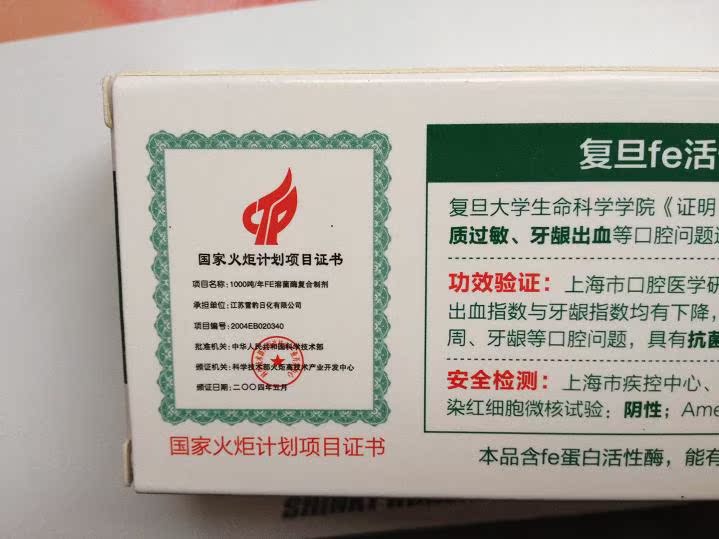 国家火炬计划项目证书
项目名称：1000吨/年FE溶菌酶复合制剂
承担单位：江苏雪豹日化有限公司
项目编号：2004EB020340
批准机关：中华人民共和国科学技术部
颁证机关：科学技术部火炬高技术产业开发中心
颁证日期：二〇〇四年五月
国家火炬计划项目证书
复旦fe活
复旦大学生命科学学院《证明
质过敏、牙龈出血等口腔问题
功效验证：上海市口腔医学研
出血指数与牙龈指数均有下降，
周、牙龈等口腔问题，具有抗菌
安全检测：上海市疾控中心、
染红细胞微核试验：阴性；Ame
本品含fe蛋白活性酶，能有